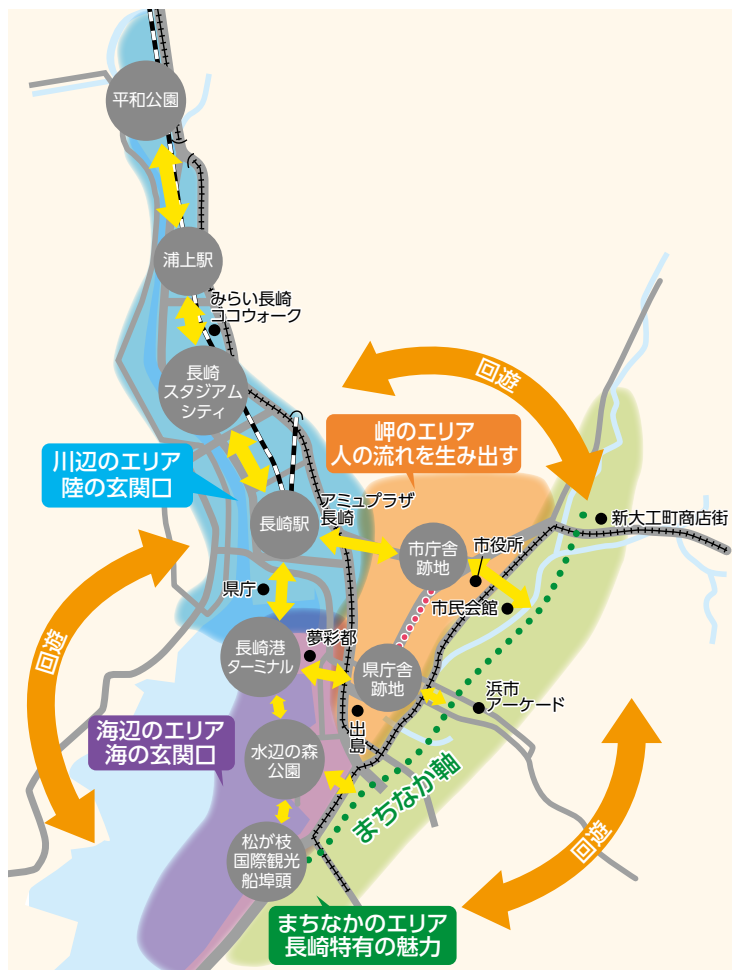 平和公園
浦上駅
みらい長崎
ココウォーク
長崎
スタジアム
シティ
回遊
岬のエリア
人の流れを生み出す
川辺のエリア
陸の玄関口
アミュプラザ
長崎
長崎駅
新大工町商店街
市庁舎
跡地
市役所
県庁
市民会館
回遊
夢彩都
長崎港
ターミナル
県庁舎
跡地
浜市
アーケード
出島
海辺のエリア
海の玄関口
水辺の森
公園
まちなか軸
回遊
松が枝
国際観光
船埠頭
まちなかのエリア
長崎特有の魅力